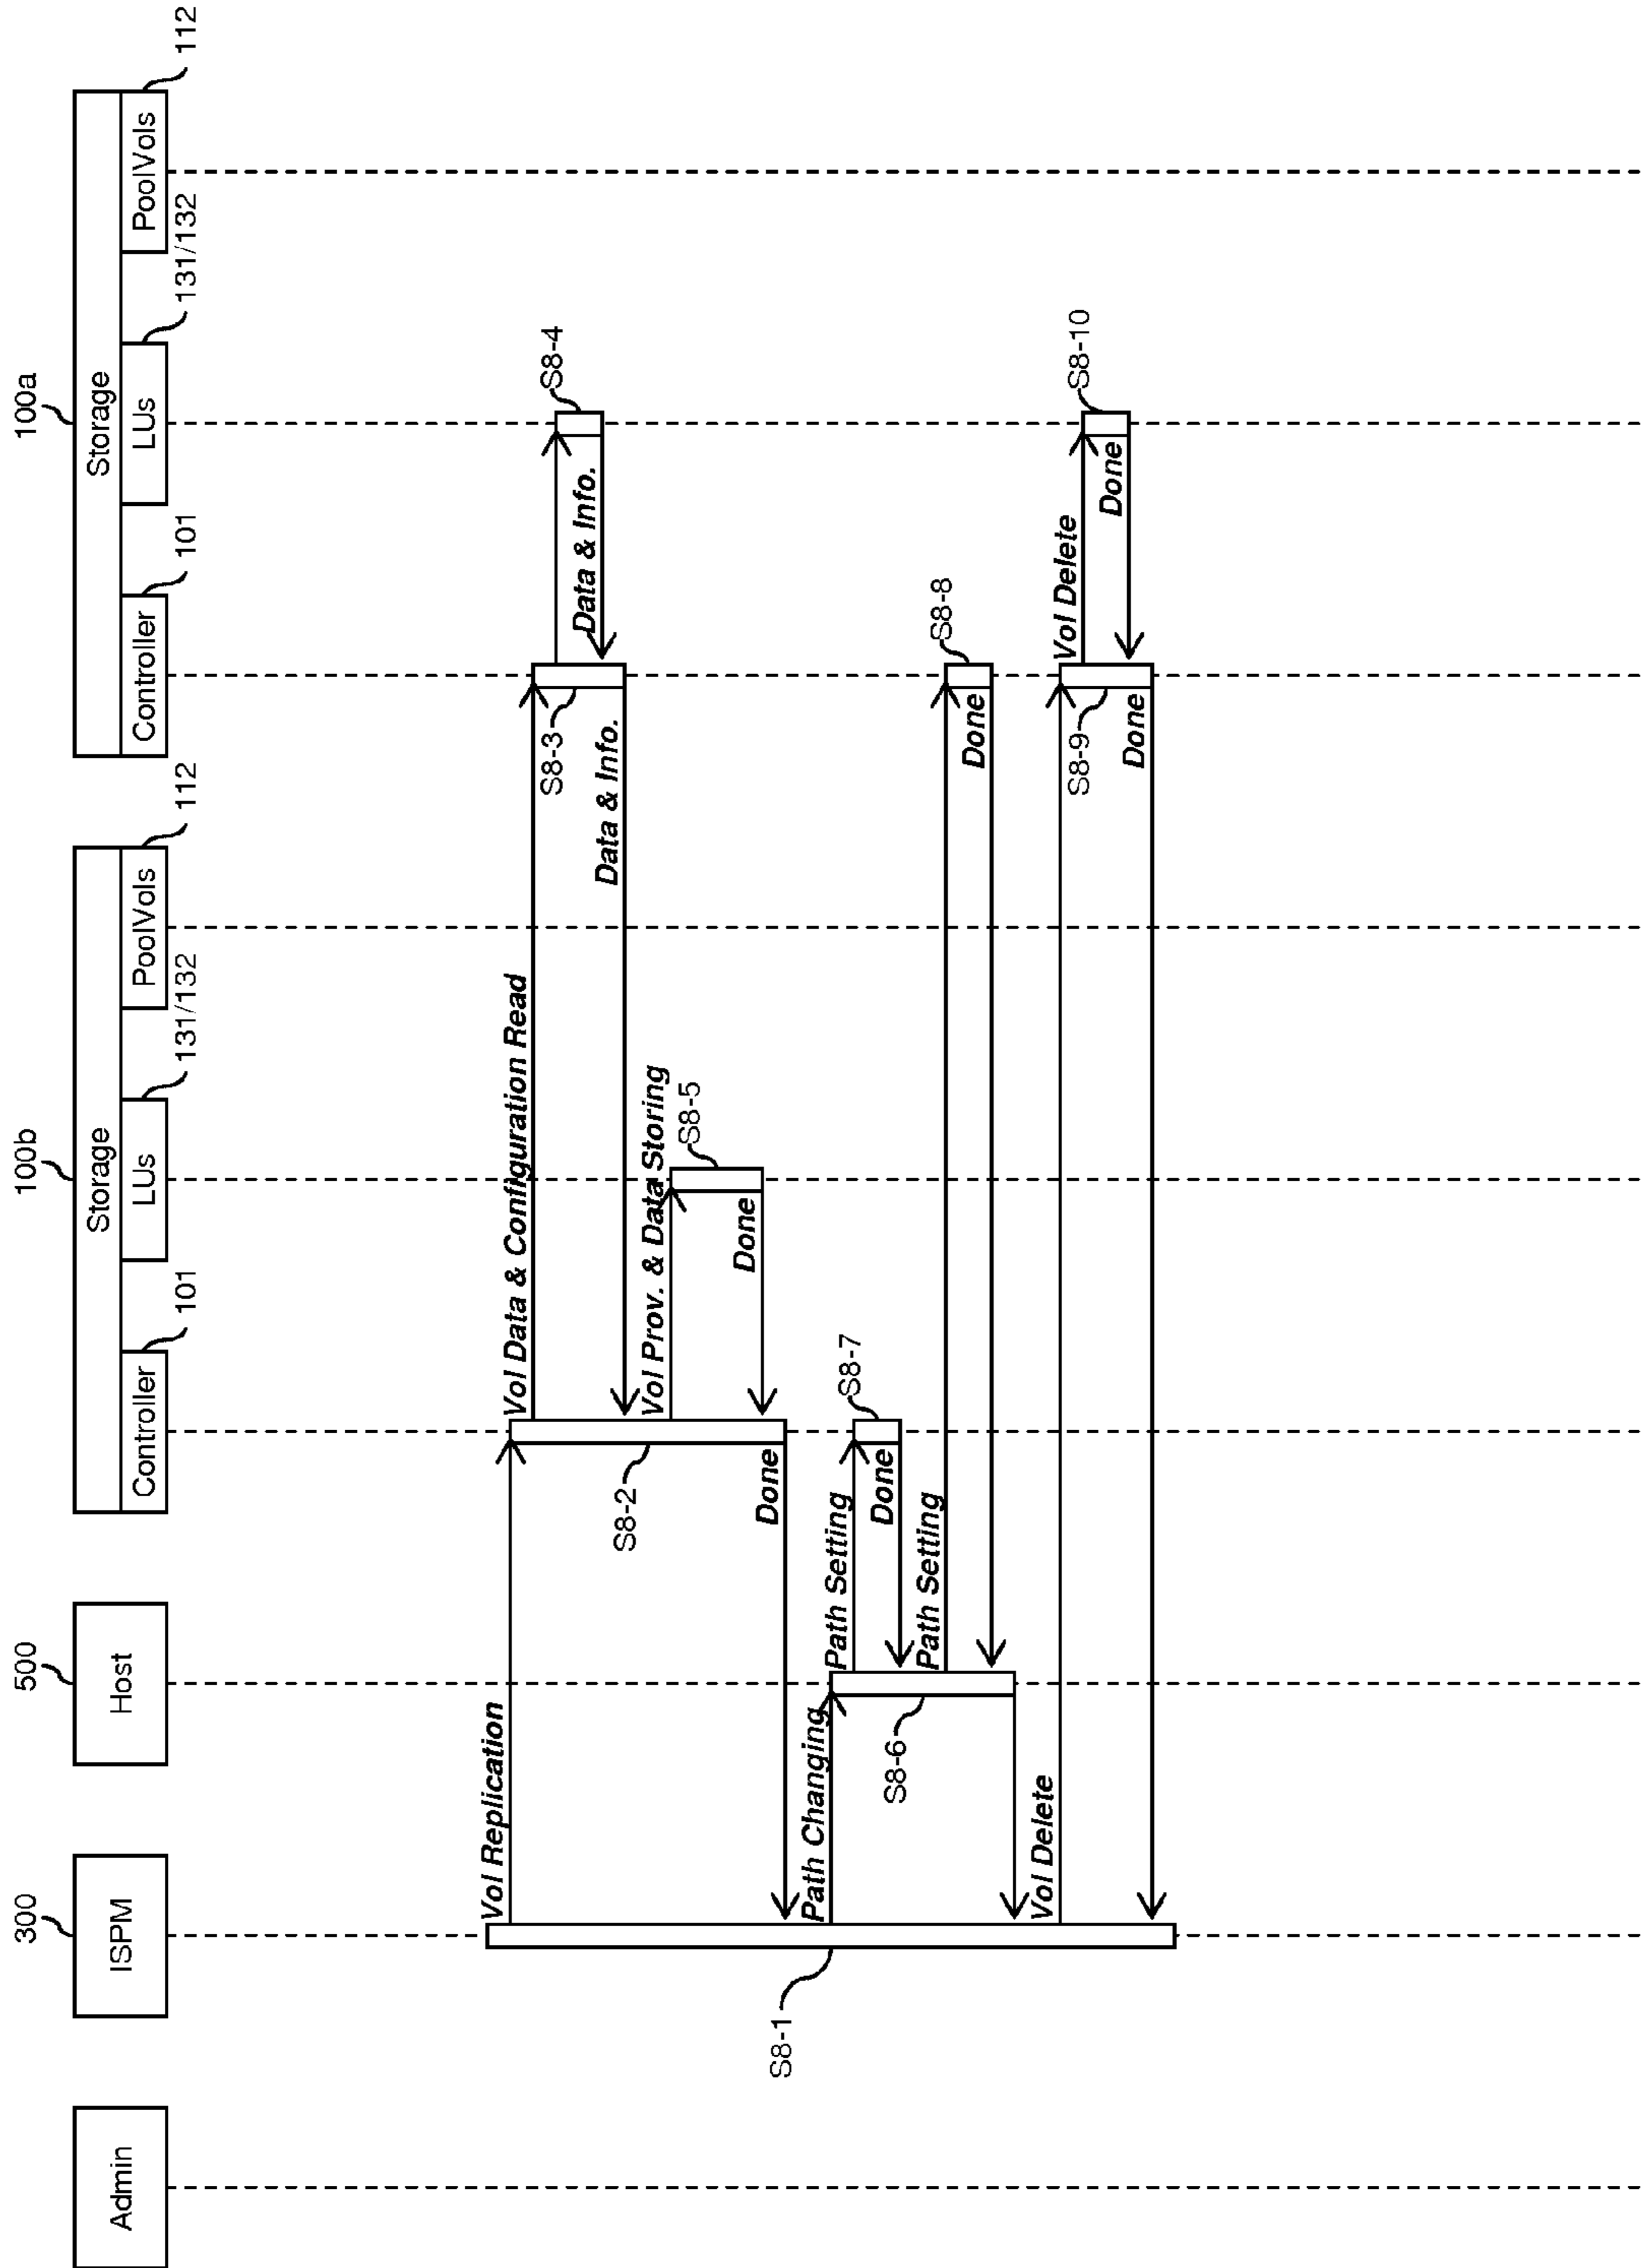 300
500
100b
100a
Admin
ISPM
Host
Storage
Storage
Controller
LUs
PoolVols
Controller
LUs
PoolVols
101
131/132
112
101
131/132
112
Vol Replication
Vol Data & Configuration Read
S8-3
S8-4
Data & Info.
Data & Info.
S8-2
Vol Prov. & Data Storing
S8-5
Done
Done
S8-1
Path Changing
Path Setting
S8-7
Done
S8-6
Path Setting
S8-8
Done
Vol Delete
Vol Delete
S8-9
S8-10
Done
Done